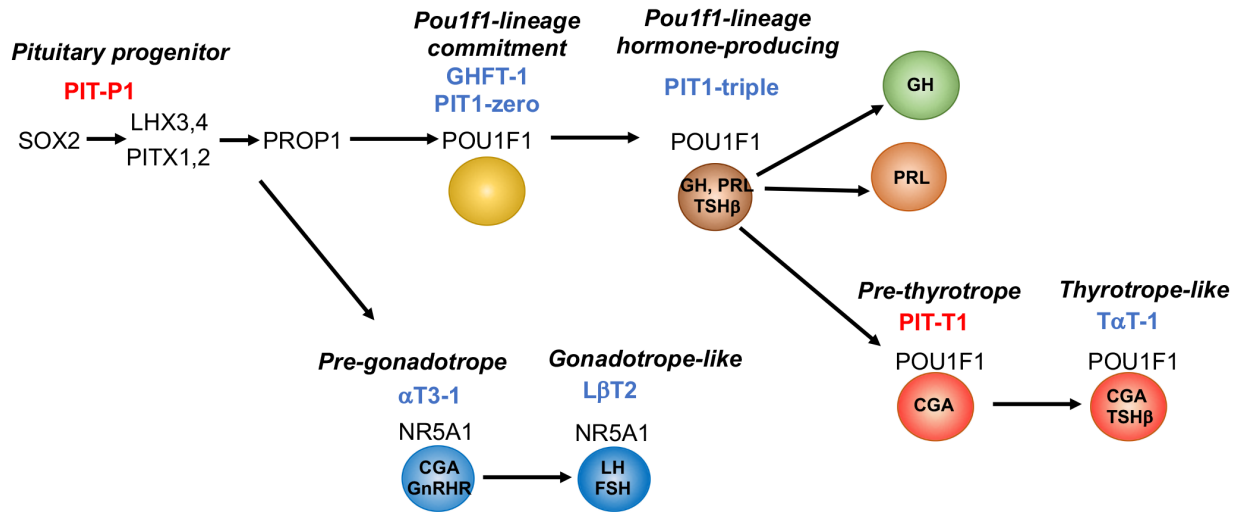 Pituitary progenitor
PIT-P1
SOX2
LHX3,4
PITX1,2
PROP1
Pou1f1-lineage
commitment
GHFT-1
PIT1-zero
POU1F1
Pou1f1-lineage
hormone-producing
PIT1-triple
POU1F1
GH, PRL
TSHβ
GH
PRL
Pre-thyrotrope
PIT-T1
POU1F1
CGA
Thyrotrope-like
TαT-1
POU1F1
CGA
TSHβ
Pre-gonadotrope
αT3-1
NR5A1
CGA
GnRHR
Gonadotrope-like
LβT2
NR5A1
LH
FSH